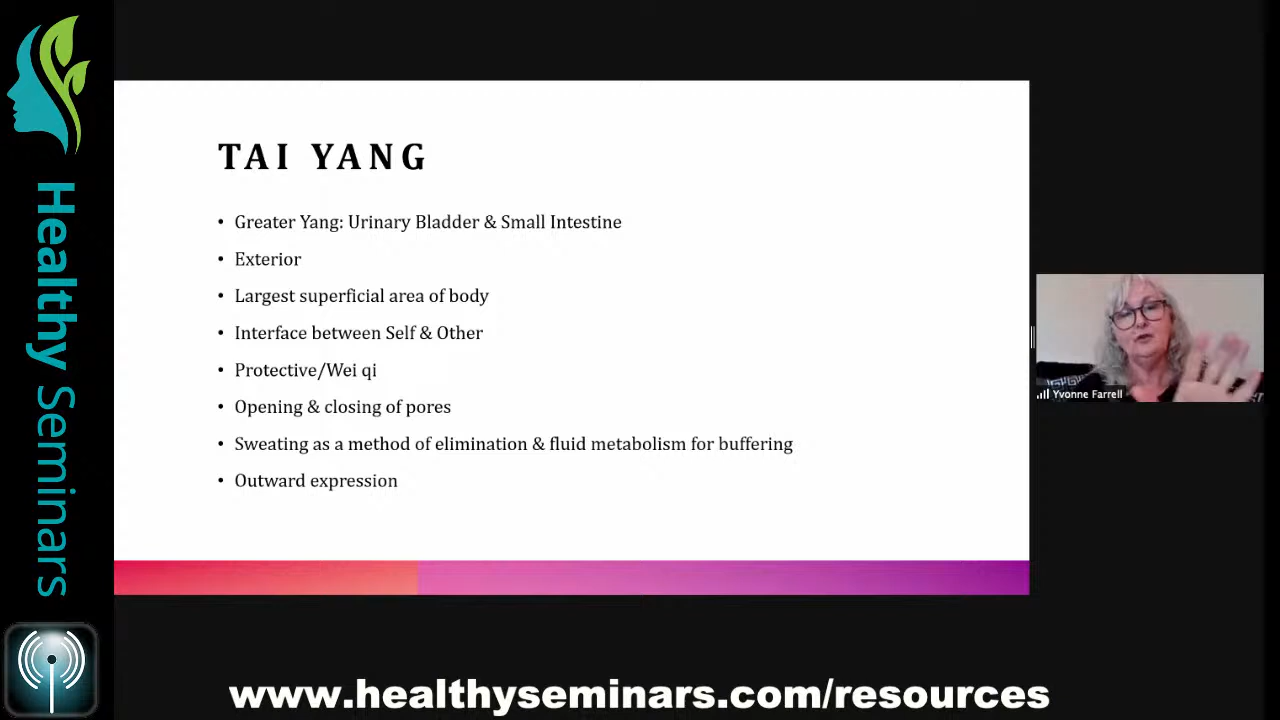 Healthy Seminars
TAI YANG
• Greater Yang: Urinary Bladder & Small Intestine
• Exterior
• Largest superficial area of body
• Interface between Self & Other
• Protective/Wei qi
• Opening & closing of pores
• Sweating as a method of elimination & fluid metabolism for buffering
• Outward expression
Yvonne Farrell
www.healthyseminars.com/resources